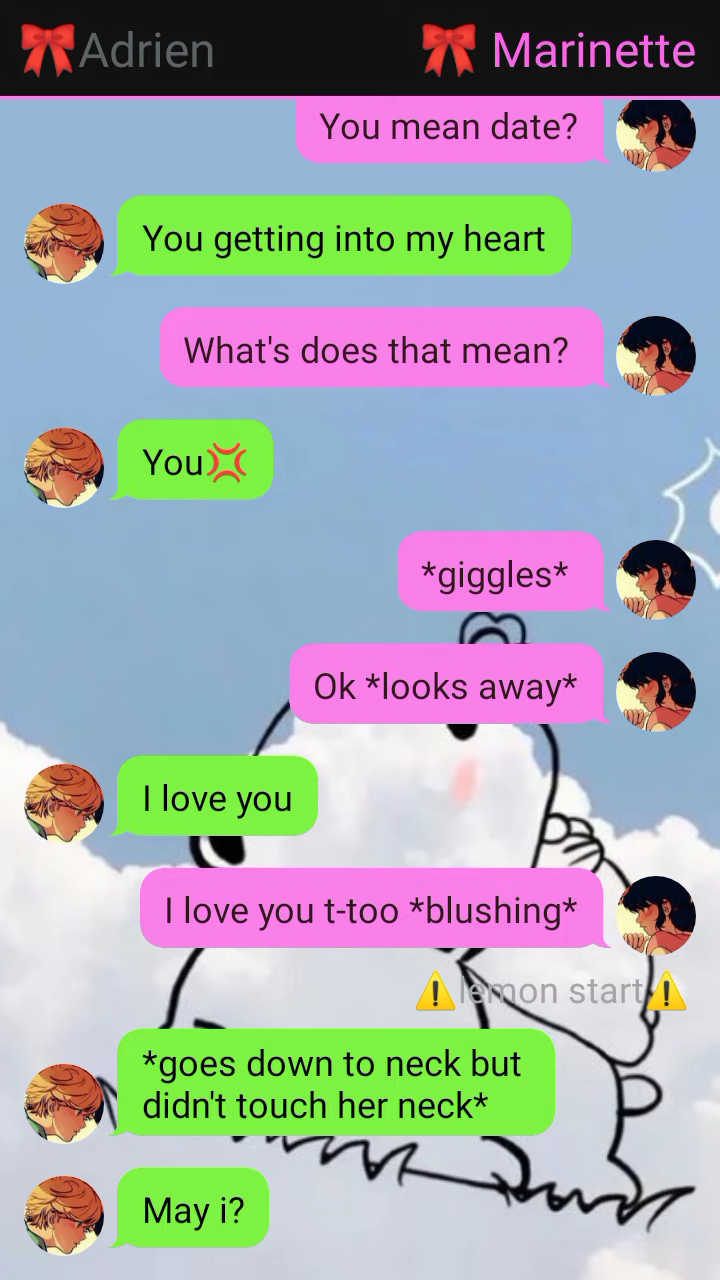 🎀Adrien
🎀 Marinette
You mean date?
You getting into my heart
What's does that mean?
You💢
*giggles*
Ok *looks away*
I love you
I love you t-too *blushing*
⚠️lemon start⚠️
*goes down to neck but
didn't touch her neck*
May i?